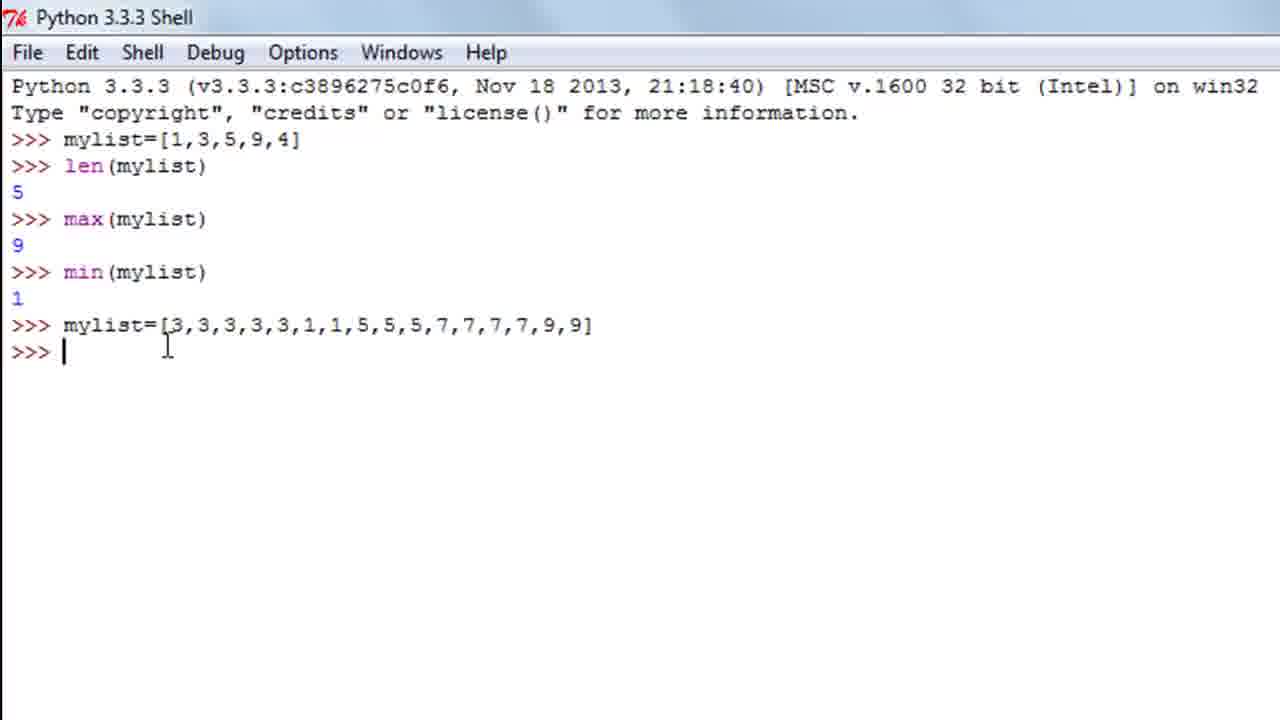 Python 3.3.3 Shell
File Edit Shell Debug Options Windows Help
Python 3.3.3 (v3.3.3:c3896275c0f6, Nov 18 2013, 21:18:40) [MSC v.1600 32 bit (Intel)] on win32
Type "copyright", "credits" or "license()" for more information.
>>> mylist=[1,3,5,9,4]
>>> len(mylist)
5
>>> max(mylist)
9
>>> min(mylist)
1
>>> mylist=[3,3,3,3,3,1,1,5,5,5,7,7,7,7,9,9]
>>>